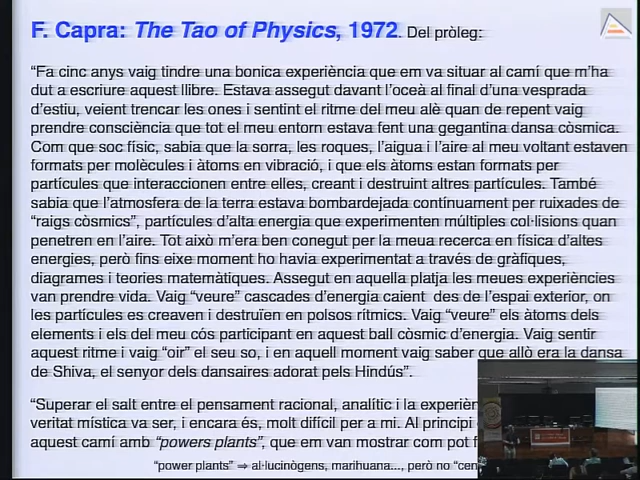 F. Capra: The Tao of Physics, 1972. Del pròleg:
“Fa cinc anys vaig tindre una bonica experiència que em va situar al camí que m’ha
dut a escriure aquest llibre. Estava assegut davant l’oceà al final d’una vesprada
d’estiu, veient trencar les ones i sentint el ritme del meu alè quan de repent vaig
prendre consciència que tot el meu entorn estava fent una gegantina dansa còsmica.
Com que soc físic, sabia que la sorra, les roques, l’aigua i l’aire al meu voltant estaven
formats per molècules i àtoms en vibració, i que els àtoms estan formats per
partícules que interaccionen entre elles, creant i destruint altres partícules. També
sabia que l’atmosfera de la terra estava bombardejada contínuament per ruixades de
“raigs còsmics”, partícules d’alta energia que experimenten múltiples col·lisions quan
penetren en l’aire. Tot això m’era ben conegut per la meua recerca en física d’altes
energies, però fins eixe moment ho havia experimentat a través de gràfiques,
diagrames i teories matemàtiques. Assegut en aquella platja les meues experiències
van prendre vida. Vaig “veure” cascades d’energia caient des de l’espai exterior, on
les partícules es creaven i destruïen en polsos rítmics. Vaig “veure” els àtoms dels
elements i els del meu cós participant en aquest ball còsmic d’energia. Vaig sentir
aquest ritme i vaig “oir” el seu so, i en aquell moment vaig saber que allò era la dansa
de Shiva, el senyor dels dansaires adorat pels Hindús”.
“Superar el salt entre el pensament racional, analític i la experièn
veritat mística va ser, i encara és, molt difícil per a mi. Al principi
aquest camí amb “powers plants”, que em van mostrar com pot f
“power plants” ⇒ al·lucinògens, marihuana..., però no “cen